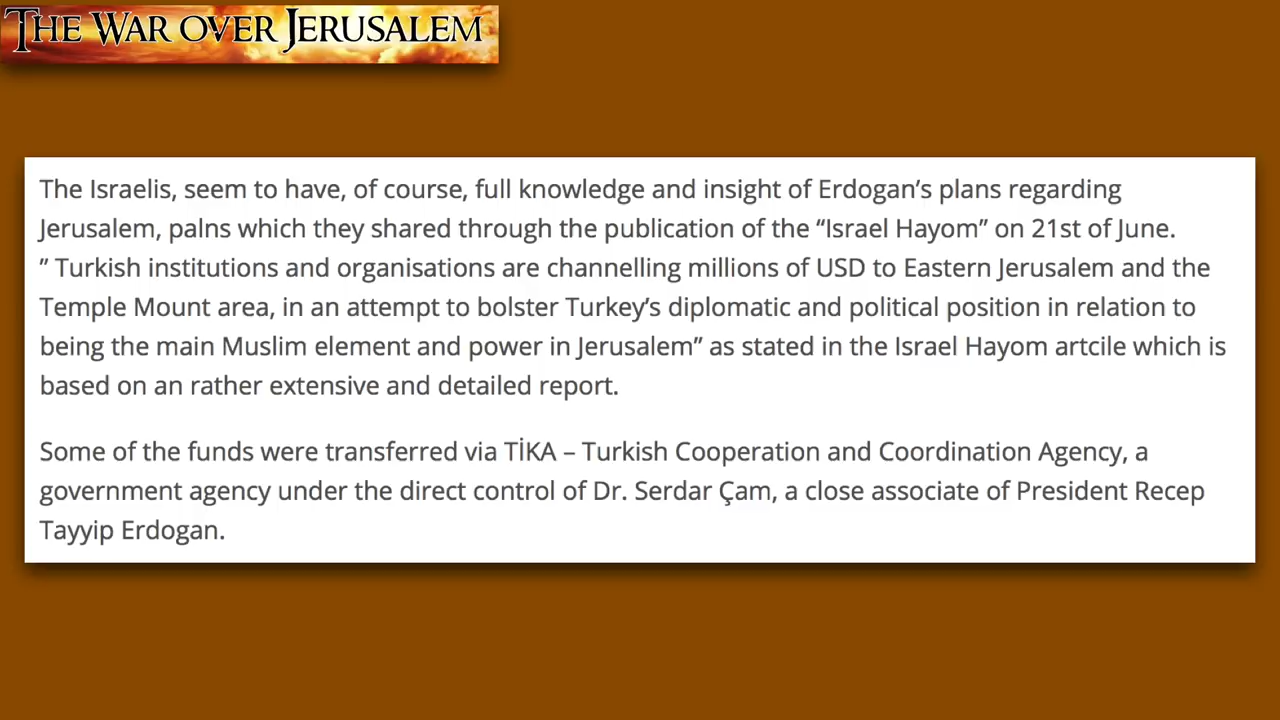 THE WAR OVER JERUSALEM
The Israelis, seem to have, of course, full knowledge and insight of Erdogan’s plans regarding
Jerusalem, palns which they shared through the publication of the “Israel Hayom” on 21st of June.
” Turkish institutions and organisations are channelling millions of USD to Eastern Jerusalem and the
Temple Mount area, in an attempt to bolster Turkey’s diplomatic and political position in relation to
being the main Muslim element and power in Jerusalem” as stated in the Israel Hayom artcile which is
based on an rather extensive and detailed report.
Some of the funds were transferred via TİKA – Turkish Cooperation and Coordination Agency, a
government agency under the direct control of Dr. Serdar Çam, a close associate of President Recep
Tayyip Erdogan.